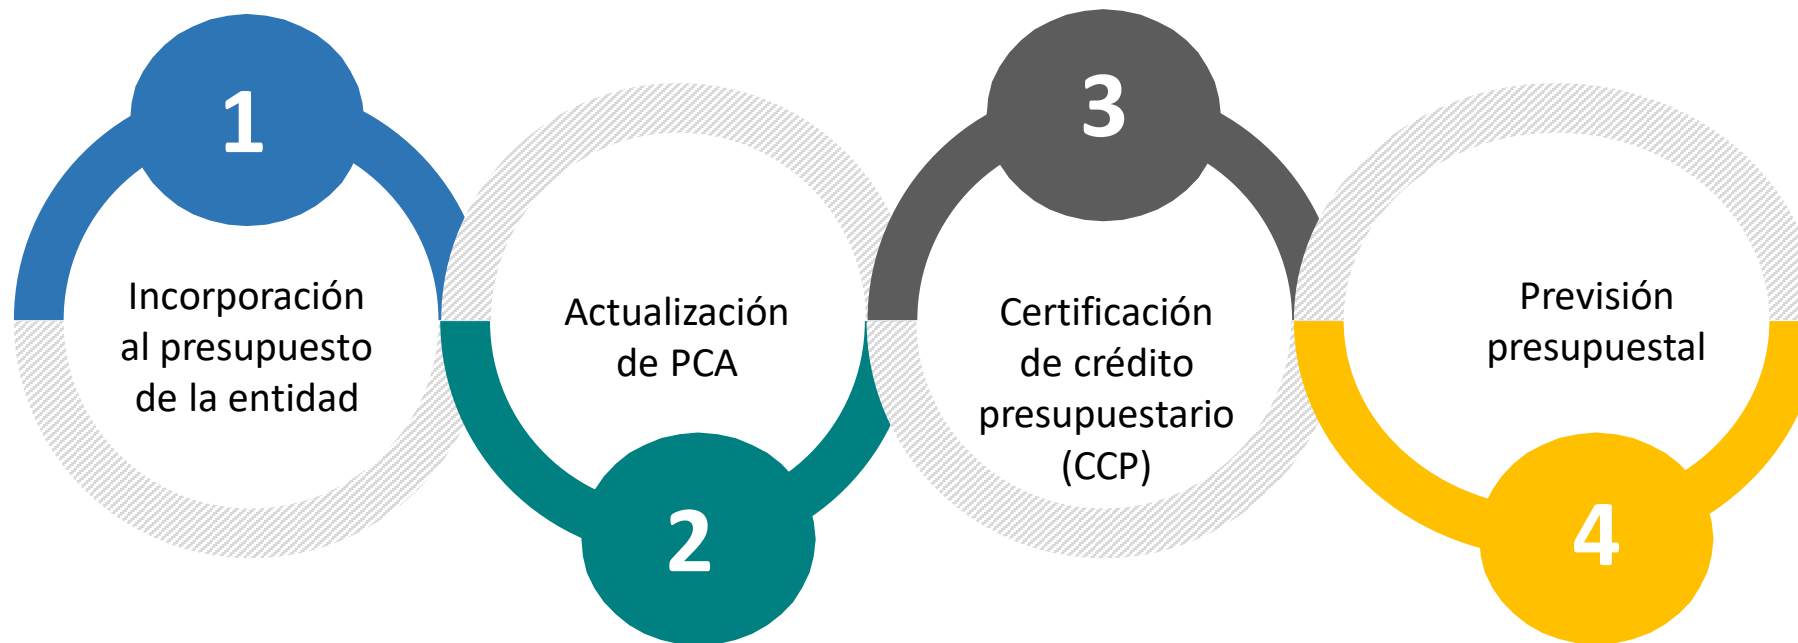 1
Incorporación
al presupuesto
de la entidad
2
Actualización
de PCA
3
Certificación
de crédito
presupuestario
(CCP)
4
Previsión
presupuestal